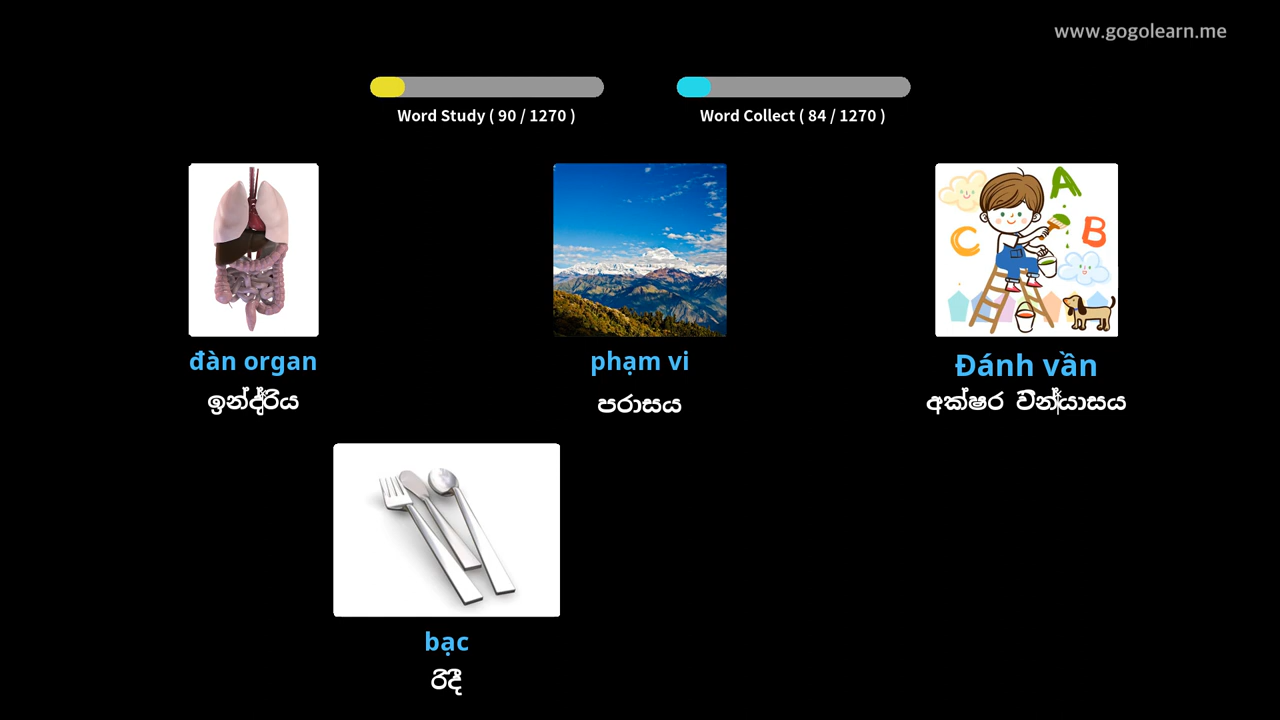 www.gogolearn.me
Word Study ( 90 / 1270 )
Word Collect ( 84 / 1270 )
đàn organ
ඉන්ද්‍රිය
phạm vi
පරාසය
Đánh vần
අක්ෂර වින්‍යාසය
A
B
C
bạc
රිදී